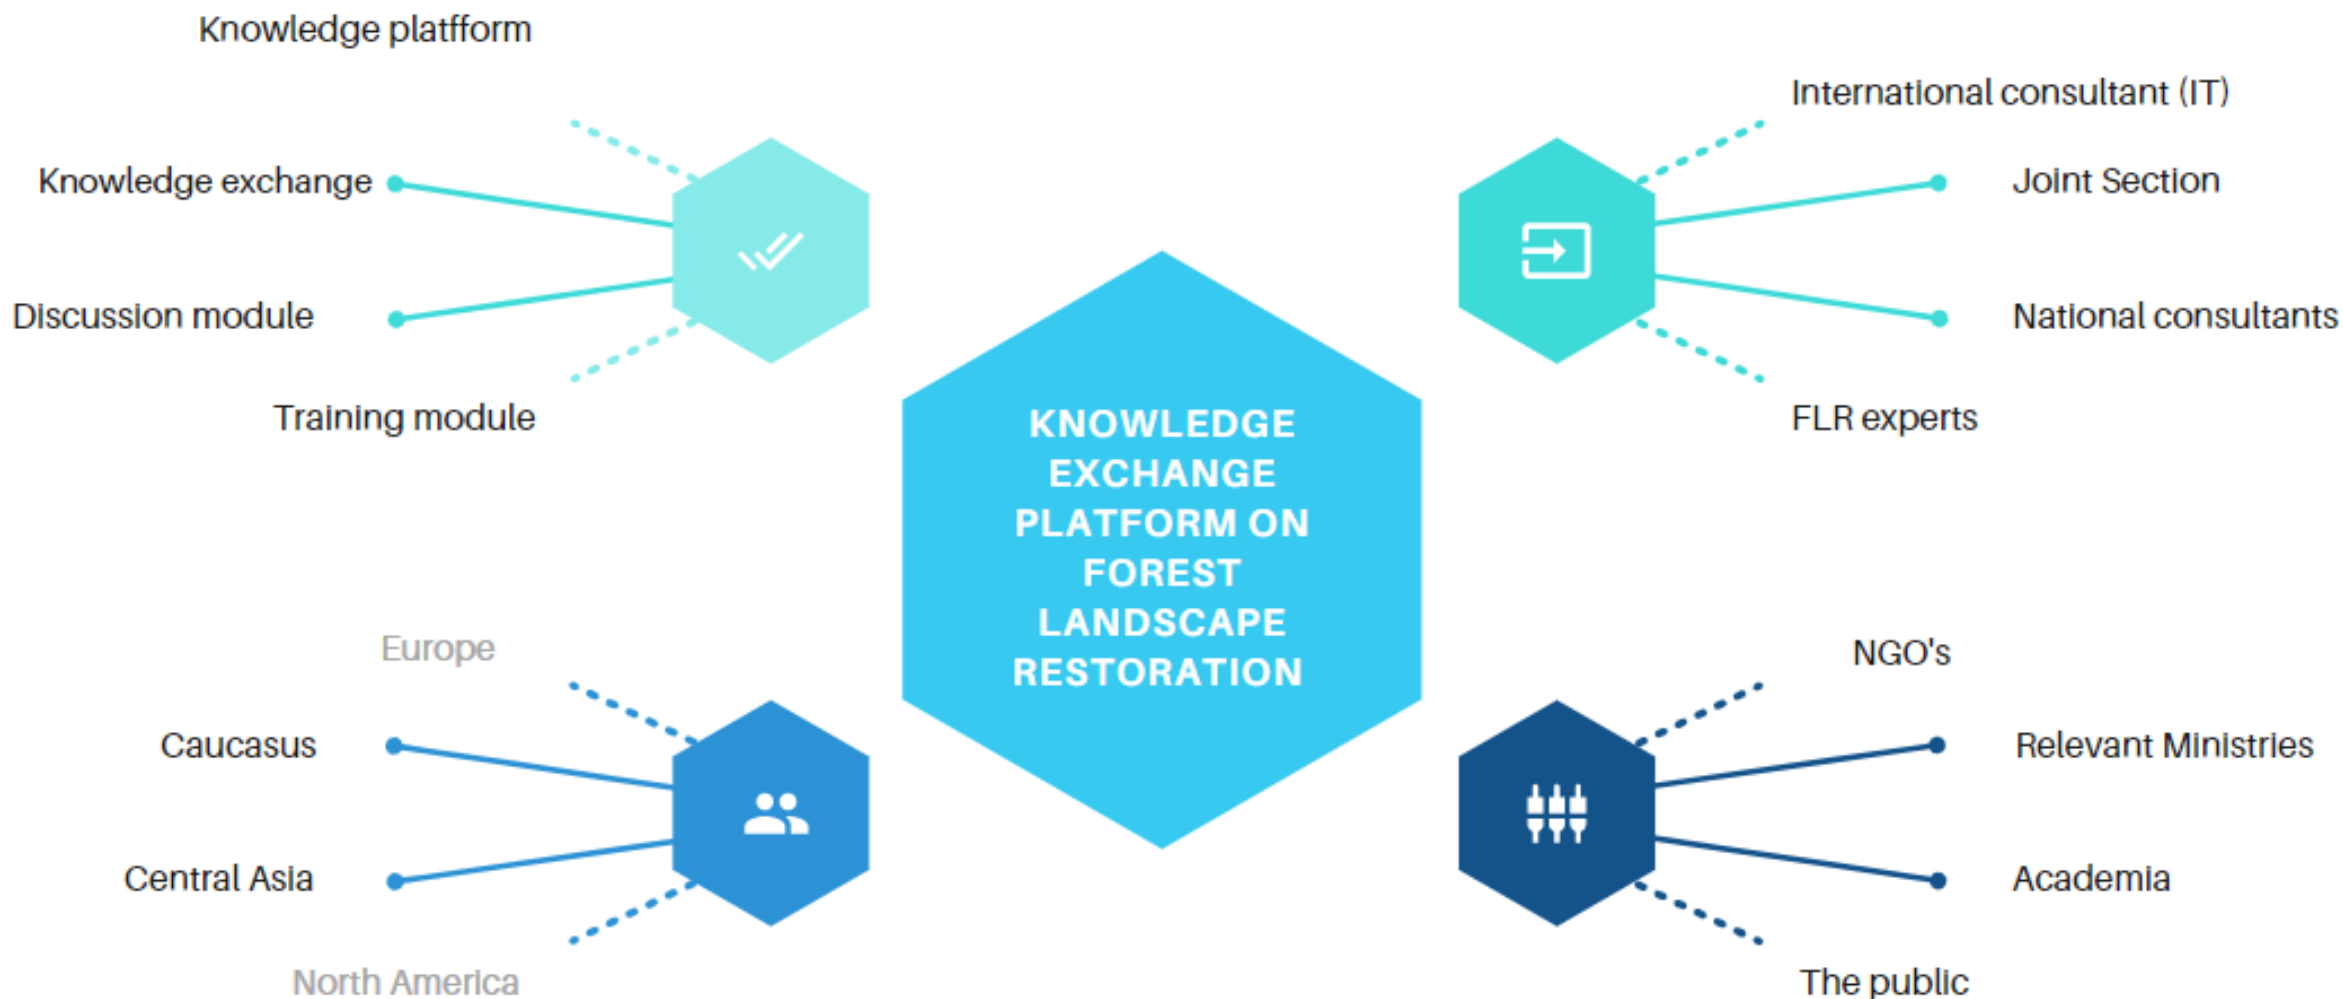 Knowledge platfform
Knowledge exchange
Discussion module
Training module
International consultant (IT)
Joint Section
National consultants
FLR experts
KNOWLEDGE
EXCHANGE
PLATFORM ON
FOREST
LANDSCAPE
RESTORATION
Europe
Caucasus
Central Asia
North America
NGO's
Relevant Ministries
Academia
The public